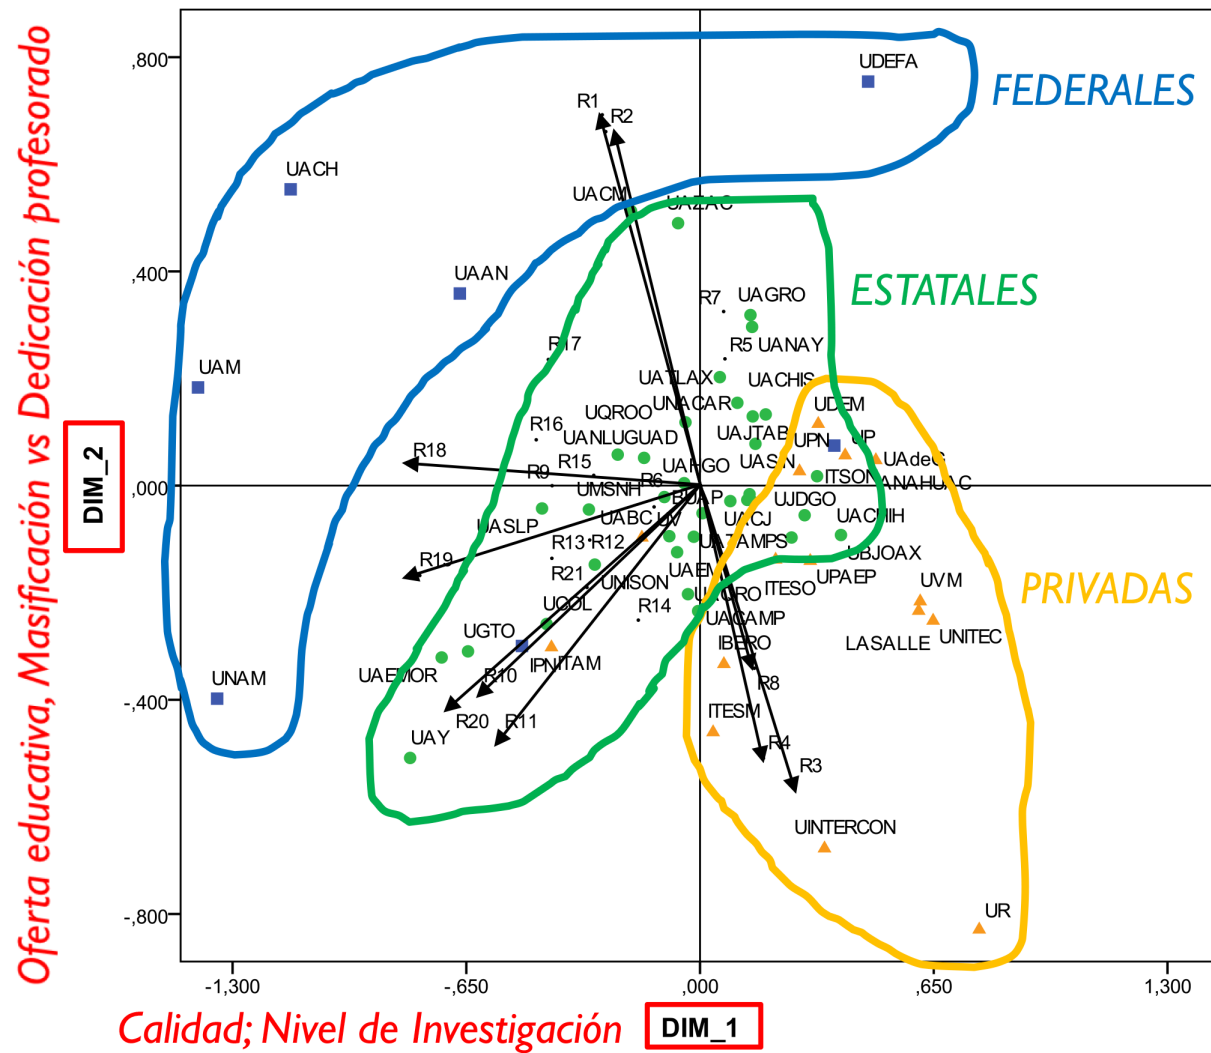 Oferta educativa, Masificación vs Dedicación profesorado
DIM_2
,800
,400
,000
-,400
-,800
UDEFA
FEDERALES
R1
R2
UACH
UACM
UAZAC
UAAN
R7
UAGRO
ESTATALES
R17
R5 UANAY
UAM
UATLAX
UACHIS
UQROO
UNACAR
UDEM
R16
UANL
UGUAD
UAJTAB
UPN
UP
R18
R9
R15
UAHGO
UASIN
UAdeC
R6
ITSON
ANAHUAC
UMSNH
BUAP
UJDGO
UASLP
UABC
UV
UACJ
UACHIH
R13
R12
UATAMPS
UBJOAX
R19
R21
UNISON
UAEM
ITESO
UPAEP
UVM
PRIVADAS
UCOL
R14
UAQRO
UACAMP
UGTO
IBERO
LASALLE
UNITEC
UNAM
UAEMOR
R10
IPN
ITAM
R8
R20
R11
ITESM
UAY
R4
R3
UINTERCON
UR
-1,300
-,650
,000
,650
1,300
Calidad; Nivel de Investigación
DIM_1